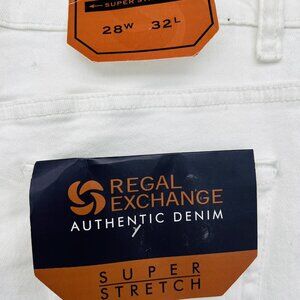 SUPER
28W 32L
REGAL
EXCHANGE
AUTHENTIC DENIM
SUPER
STRETCH